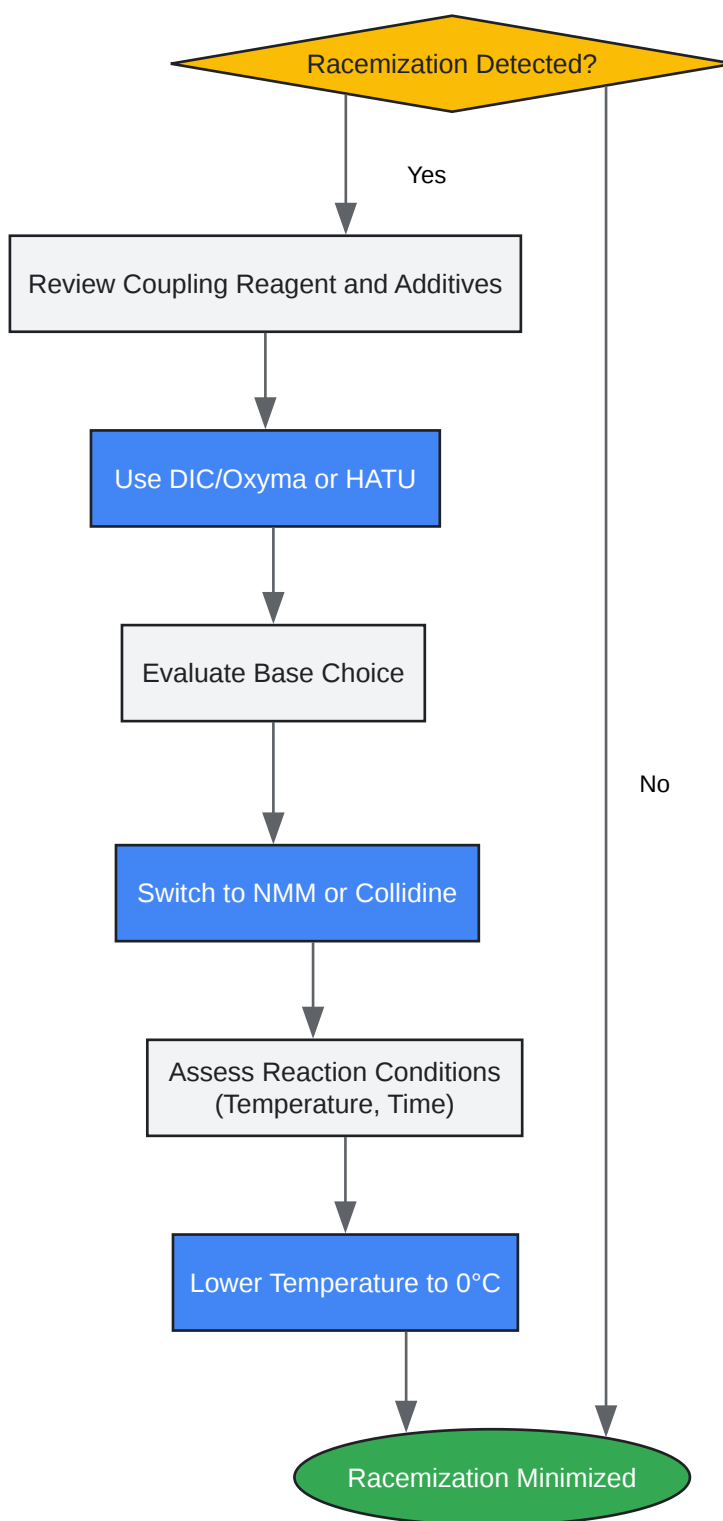 Racemization Detected?
Yes
Review Coupling Reagent and Additives
Use DIC/Oxyma or HATU
Evaluate Base Choice
No
Switch to NMM or Collidine
Assess Reaction Conditions
(Temperature, Time)
Lower Temperature to 0°C
Racemization Minimized